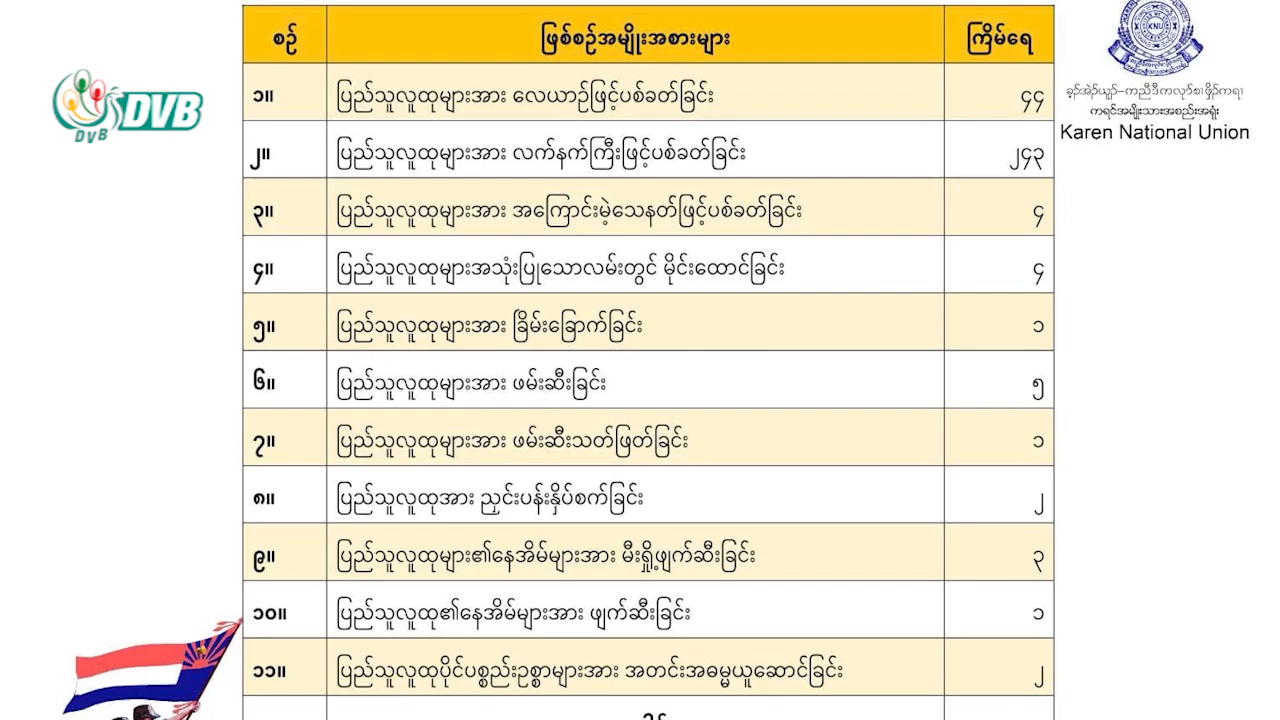 စဉ် ဖြစ်စဉ်အမျိုးအစားများ ကြိမ်ရေ
၁။ ပြည်သူလူထုများအား လေယာဉ်ဖြင့်ပစ်ခတ်ခြင်း ၄၄
၂။ ပြည်သူလူထုများအား လက်နက်ကြီးဖြင့်ပစ်ခတ်ခြင်း ၂၄၃
၃။ ပြည်သူလူထုများအား အကြောင်းမဲ့သေနတ်ဖြင့်ပစ်ခတ်ခြင်း ၄
၄။ ပြည်သူလူထုများအသုံးပြုသောလမ်းတွင် မိုင်းထောင်ခြင်း ၄
၅။ ပြည်သူလူထုများအား ခြိမ်းခြောက်ခြင်း ၁
၆။ ပြည်သူလူထုများအား ဖမ်းဆီးခြင်း ၅
၇။ ပြည်သူလူထုများအား ဖမ်းဆီးသတ်ဖြတ်ခြင်း ၁
၈။ ပြည်သူလူထုအား ညှင်းပန်းနှိပ်စက်ခြင်း ၂
၉။ ပြည်သူလူထုများ၏နေအိမ်များအား မီးရှို့ဖျက်ဆီးခြင်း ၃
၁၀။ ပြည်သူလူထု၏နေအိမ်များအား ဖျက်ဆီးခြင်း ၁
၁၁။ ပြည်သူလူထုပိုင်ပစ္စည်းဥစ္စာများအား အတင်းအဓမ္မယူဆောင်ခြင်း ၂
DVB
DVB
KNU
ကရင်အမျိုးသားအစည်းအရုံး
Karen National Union